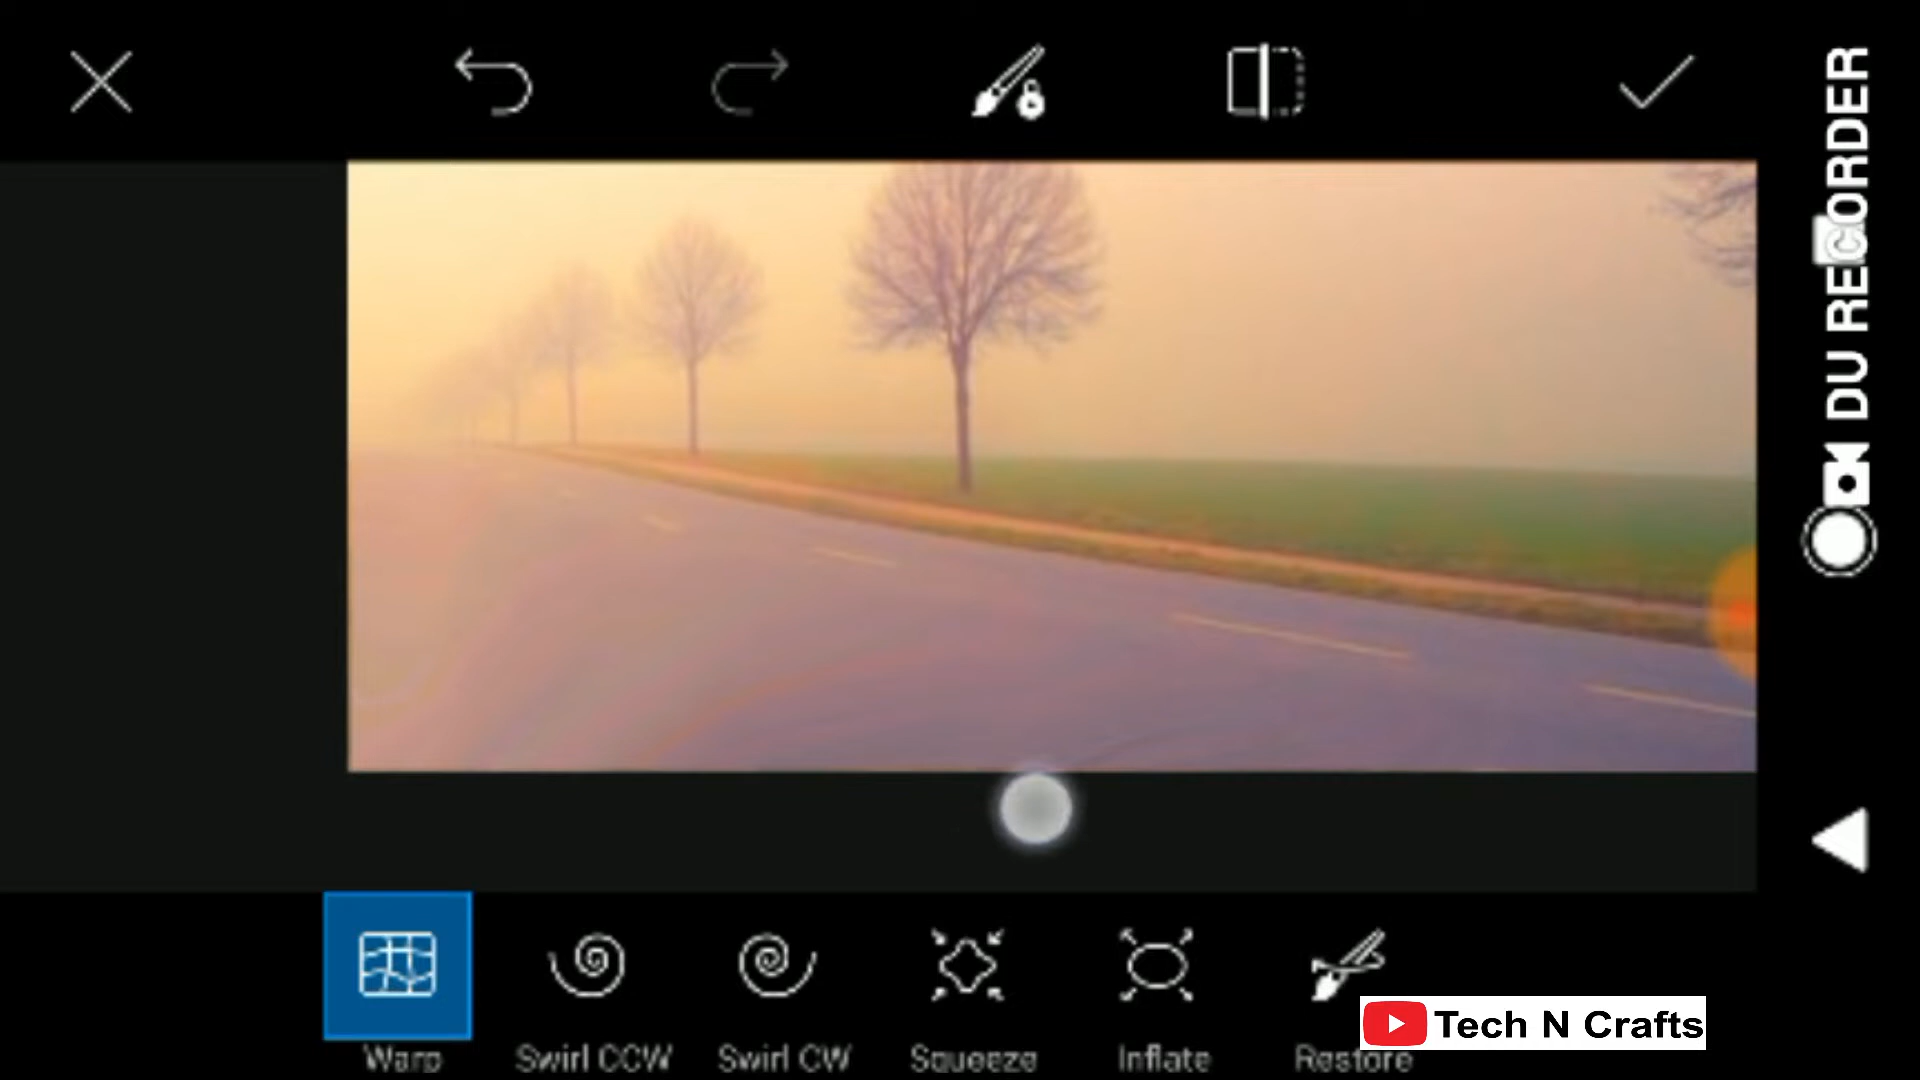 DU RECORDER
Warp
Swirl CCW
Swirl CW
Squeeze
Inflate
Restore
Tech N Crafts